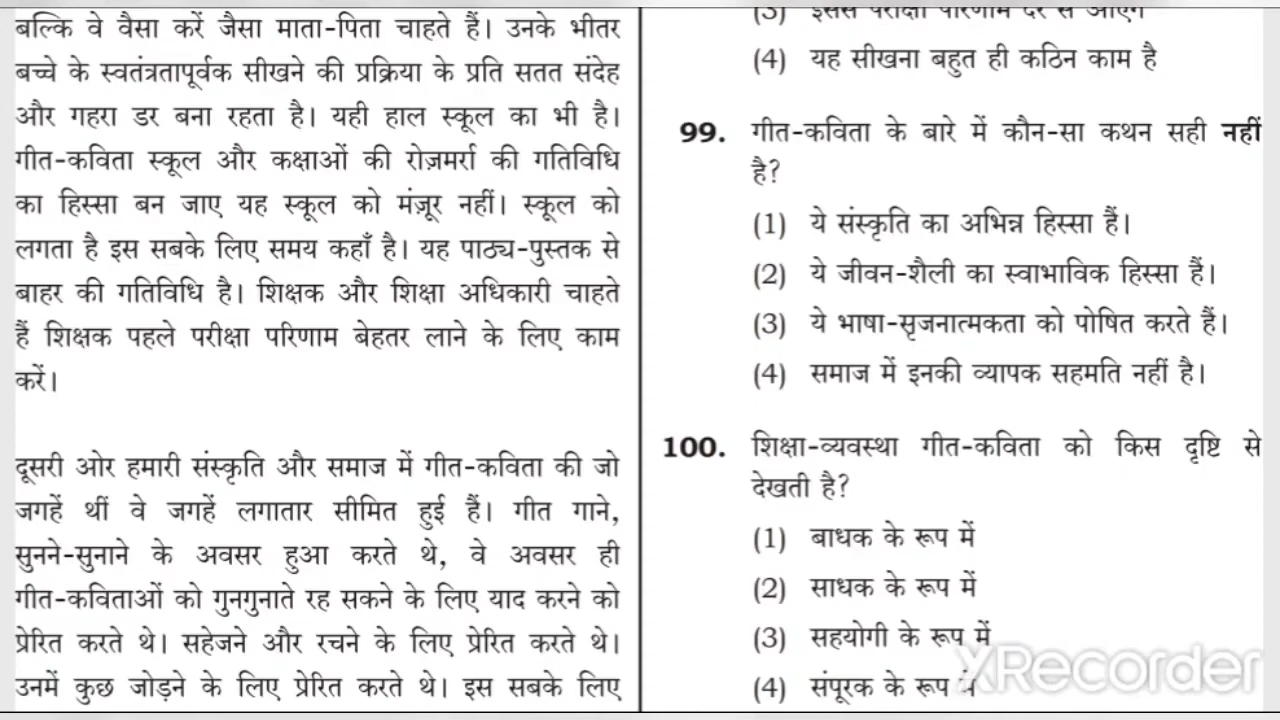 बल्कि वे वैसा करें जैसा माता-पिता चाहते हैं। उनके भीतर
बच्चे के स्वतंत्रतापूर्वक सीखने की प्रक्रिया के प्रति सतत संदेह
और गहरा डर बना रहता है। यही हाल स्कूल का भी है।
गीत-कविता स्कूल और कक्षाओं की रोज़मर्रा की गतिविधि
का हिस्सा बन जाए यह स्कूल को मंज़ूर नहीं। स्कूल को
लगता है इस सबके लिए समय कहाँ है। यह पाठ्य-पुस्तक से
बाहर की गतिविधि है। शिक्षक और शिक्षा अधिकारी चाहते
हैं शिक्षक पहले परीक्षा परिणाम बेहतर लाने के लिए काम
करें।
दूसरी ओर हमारी संस्कृति और समाज में गीत-कविता की जो
जगहें थीं वे जगहें लगातार सीमित हुई हैं। गीत गाने,
सुनने-सुनाने के अवसर हुआ करते थे, वे अवसर ही
गीत-कविताओं को गुनगुनाते रह सकने के लिए याद करने को
प्रेरित करते थे। सहेजने और रचने के लिए प्रेरित करते थे।
उनमें कुछ जोड़ने के लिए प्रेरित करते थे। इस सबके लिए
(3) इससे परीक्षा परिणाम देर से आएंगे
(4) यह सीखना बहुत ही कठिन काम है
99. गीत-कविता के बारे में कौन-सा कथन सही नहीं
है?
(1) ये संस्कृति का अभिन्न हिस्सा हैं।
(2) ये जीवन-शैली का स्वाभाविक हिस्सा हैं।
(3) ये भाषा-सृजनात्मकता को पोषित करते हैं।
(4) समाज में इनकी व्यापक सहमति नहीं है।
100. शिक्षा-व्यवस्था गीत-कविता को किस दृष्टि से
देखती है?
(1) बाधक के रूप में
(2) साधक के रूप में
(3) सहयोगी के रूप में
(4) संपूरक के रूप में
XRecorder